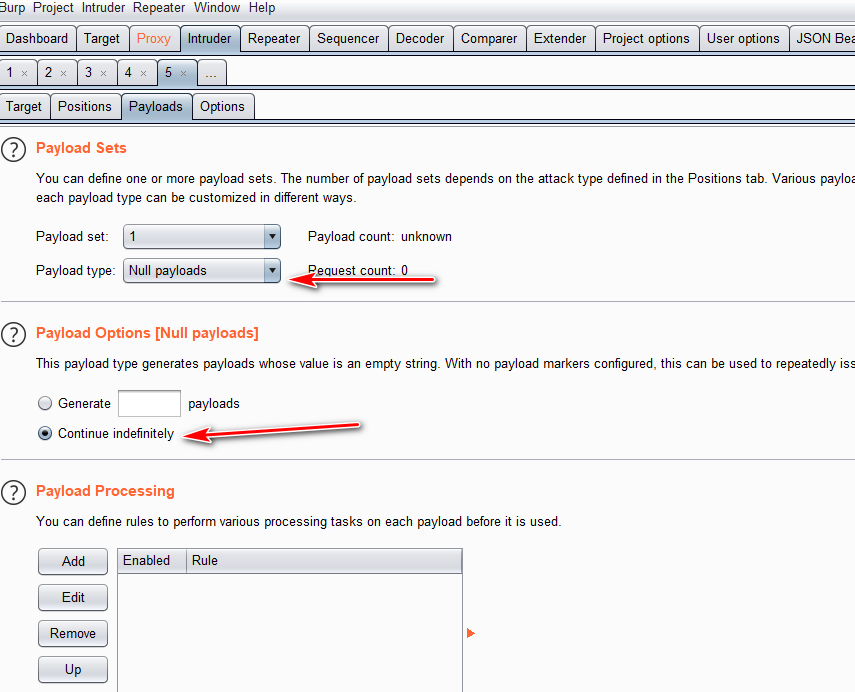 Burp Project Intruder Repeater Window Help
Dashboard Target Proxy Intruder Repeater Sequencer Decoder Comparer Extender Project options User options JSON Bea
1 × 2 × 3 × 4 × 5 × ...
Target Positions Payloads Options
? Payload Sets
You can define one or more payload sets. The number of payload sets depends on the attack type defined in the Positions tab. Various payloa
each payload type can be customized in different ways.
Payload set: 1 Payload count: unknown
Payload type: Null payloads Request count: 0
? Payload Options [Null payloads]
This payload type generates payloads whose value is an empty string. With no payload markers configured, this can be used to repeatedly iss
Generate payloads
Continue indefinitely
? Payload Processing
You can define rules to perform various processing tasks on each payload before it is used.
Add Enabled Rule
Edit
Remove
Up